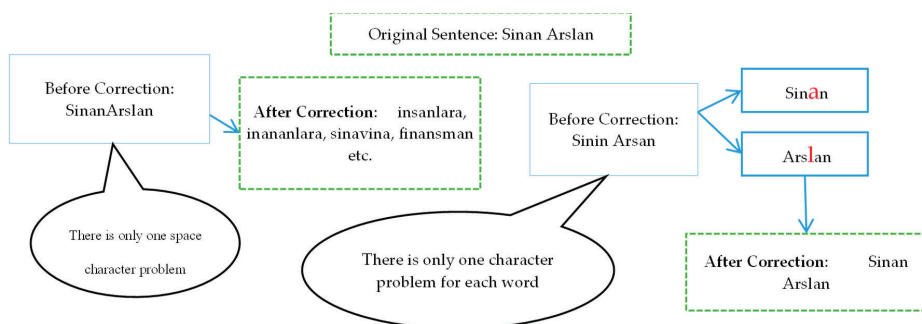 Original Sentence: Sinan Arslan
Before Correction:
SinanArslan
After Correction: insanlara,
inananlara, sinavina, finansman
etc.
There is only one space
character problem
Before Correction:
Sinin Arsan
Sinan
Arslan
There is only one character
problem for each word
After Correction: Sinan
Arslan